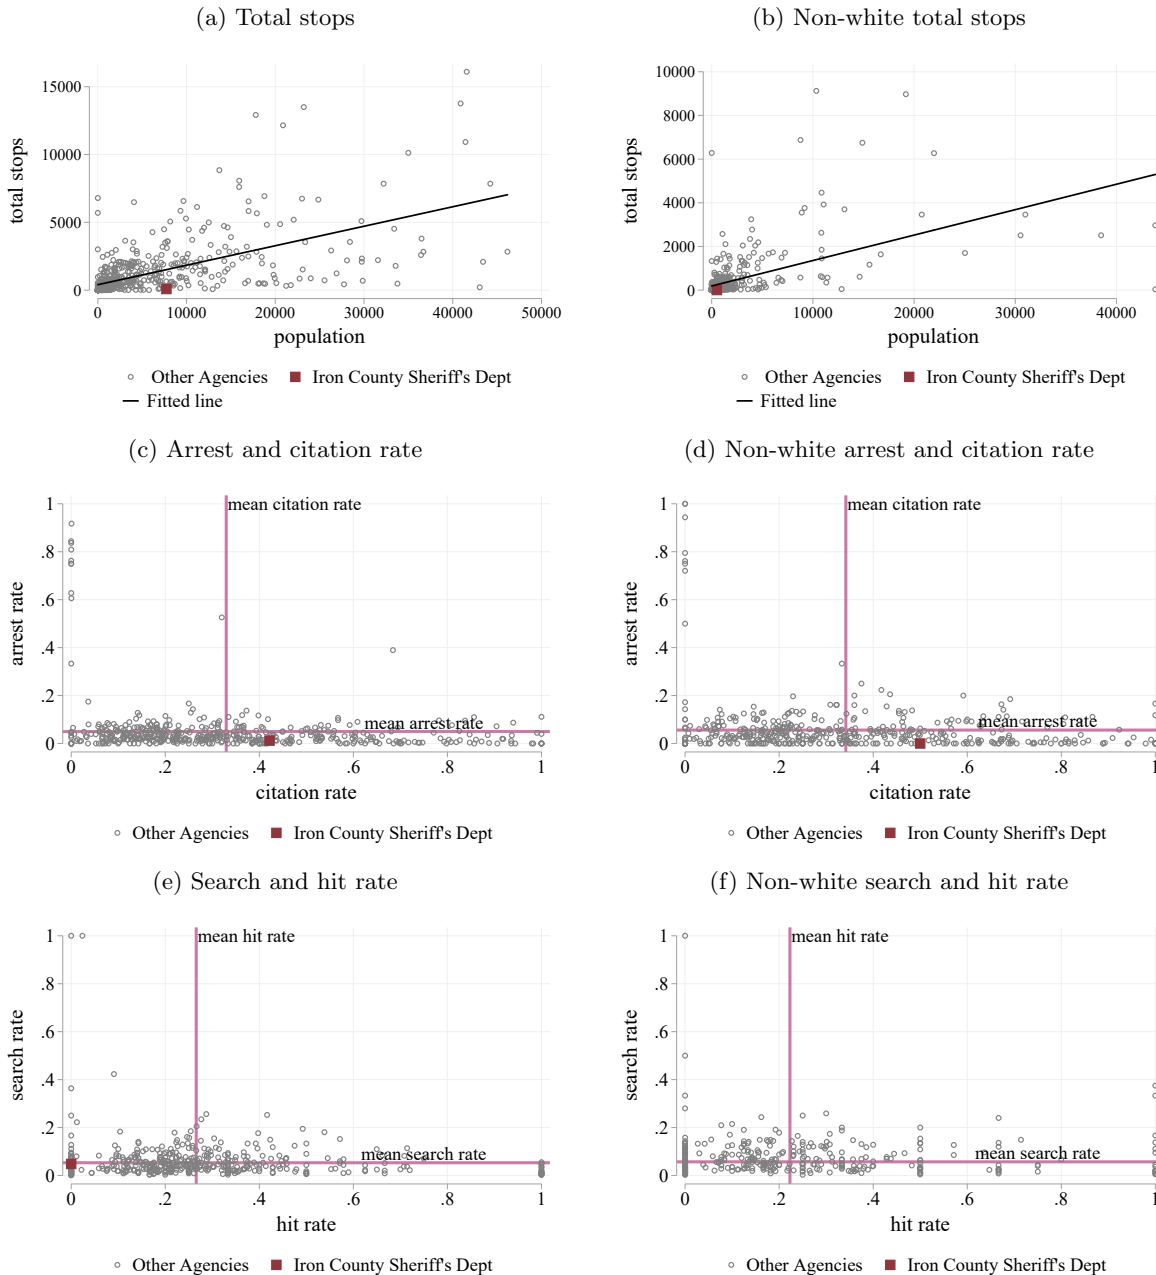 (a) Total stops
(b) Non-white total stops
total stops
15000
10000
5000
0
0 10000 20000 30000 40000 50000
population
Other Agencies Iron County Sheriff's Dept
Fitted line
total stops
10000
8000
6000
4000
2000
0
0 10000 20000 30000 40000
population
Other Agencies Iron County Sheriff's Dept
Fitted line
(c) Arrest and citation rate
(d) Non-white arrest and citation rate
arrest rate
1
.8
.6
.4
.2
0
mean citation rate
mean arrest rate
0 .2 .4 .6 .8 1
citation rate
Other Agencies Iron County Sheriff's Dept
arrest rate
1
.8
.6
.4
.2
0
mean citation rate
mean arrest rate
0 .2 .4 .6 .8 1
citation rate
Other Agencies Iron County Sheriff's Dept
(e) Search and hit rate
(f) Non-white search and hit rate
search rate
1
.8
.6
.4
.2
0
mean hit rate
mean search rate
0 .2 .4 .6 .8 1
hit rate
Other Agencies Iron County Sheriff's Dept
search rate
1
.8
.6
.4
.2
0
mean hit rate
mean search rate
0 .2 .4 .6 .8 1
hit rate
Other Agencies Iron County Sheriff's Dept